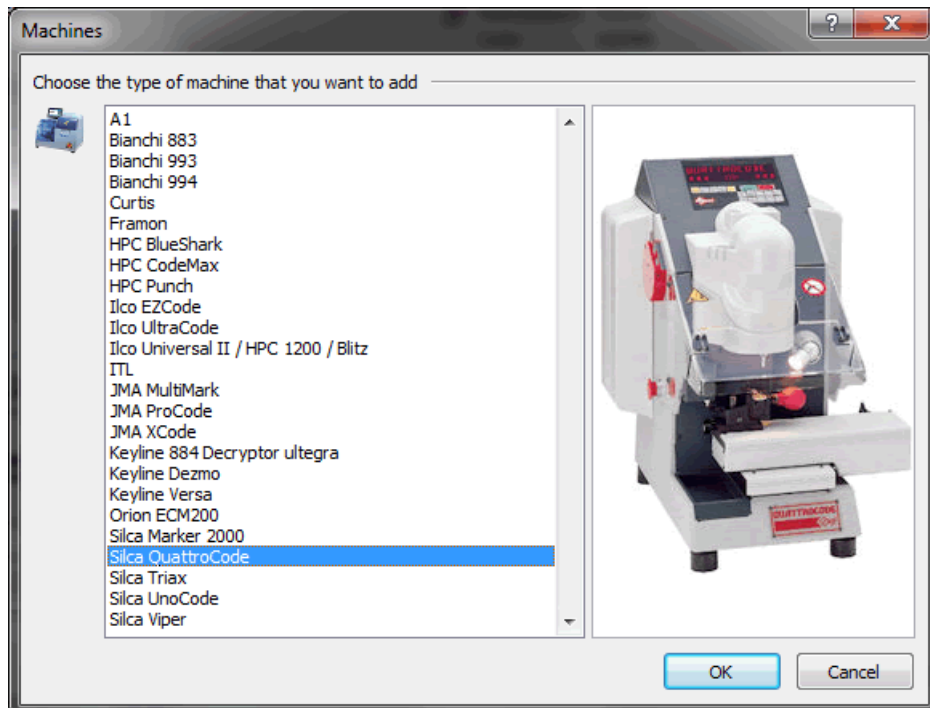 Machines
?
X
Choose the type of machine that you want to add
A1
Bianchi 883
Bianchi 993
Bianchi 994
Curtis
Framon
HPC BlueShark
HPC CodeMax
HPC Punch
Ilco EZCode
Ilco UltraCode
Ilco Universal II / HPC 1200 / Blitz
ITL
JMA MultiMark
JMA ProCode
JMA XCode
Keyline 884 Decryptor ultegra
Keyline Dezmo
Keyline Versa
Orion ECM200
Silca Marker 2000
Silca QuattroCode
Silca Triax
Silca UnoCode
Silca Viper
QUATTROCODE
QUATTROCODE
OK
Cancel